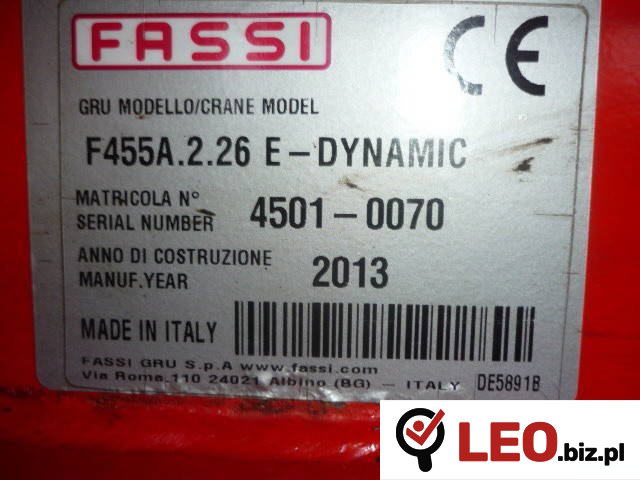 FASSI
CE
GRU MODELLO/CRANE MODEL
F455A.2.26 E-DYNAMIC
MATRICOLA N°
SERIAL NUMBER 4501-0070
ANNO DI COSTRUZIONE
MANUF.YEAR 2013
MADE IN ITALY
FASSI GRU S.p.A www.fassi.com
Via Roma,110 24021 Albino (BG) - ITALY DE5891B
LEO.biz.pl